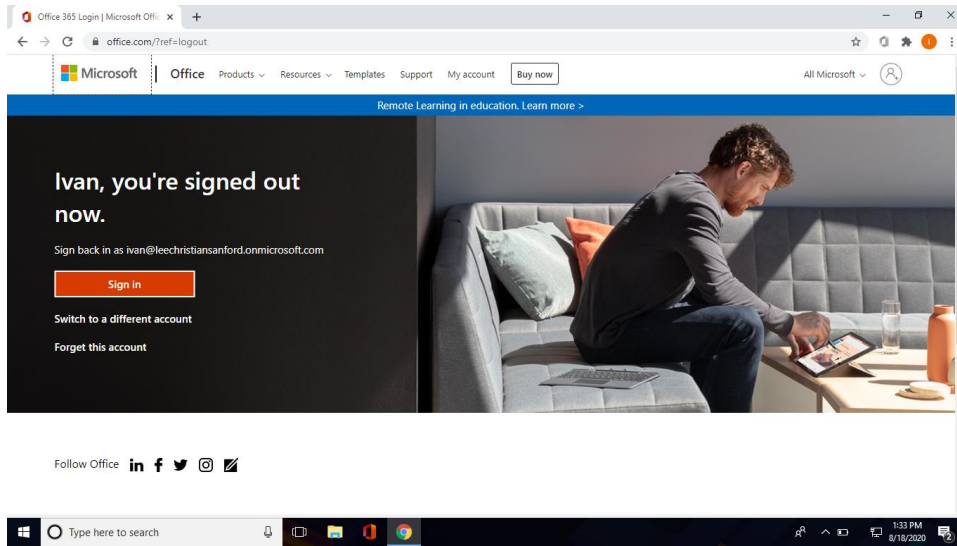 Office 365 Login | Microsoft Offic
office.com/?ref=logout
Microsoft Office Products Resources Templates Support My account Buy now All Microsoft
Remote Learning in education. Learn more >
Ivan, you're signed out
now.
Sign back in as ivan@leechristiansanford.onmicrosoft.com
Sign in
Switch to a different account
Forget this account
Follow Office
Type here to search
1:33 PM
8/18/2020
2